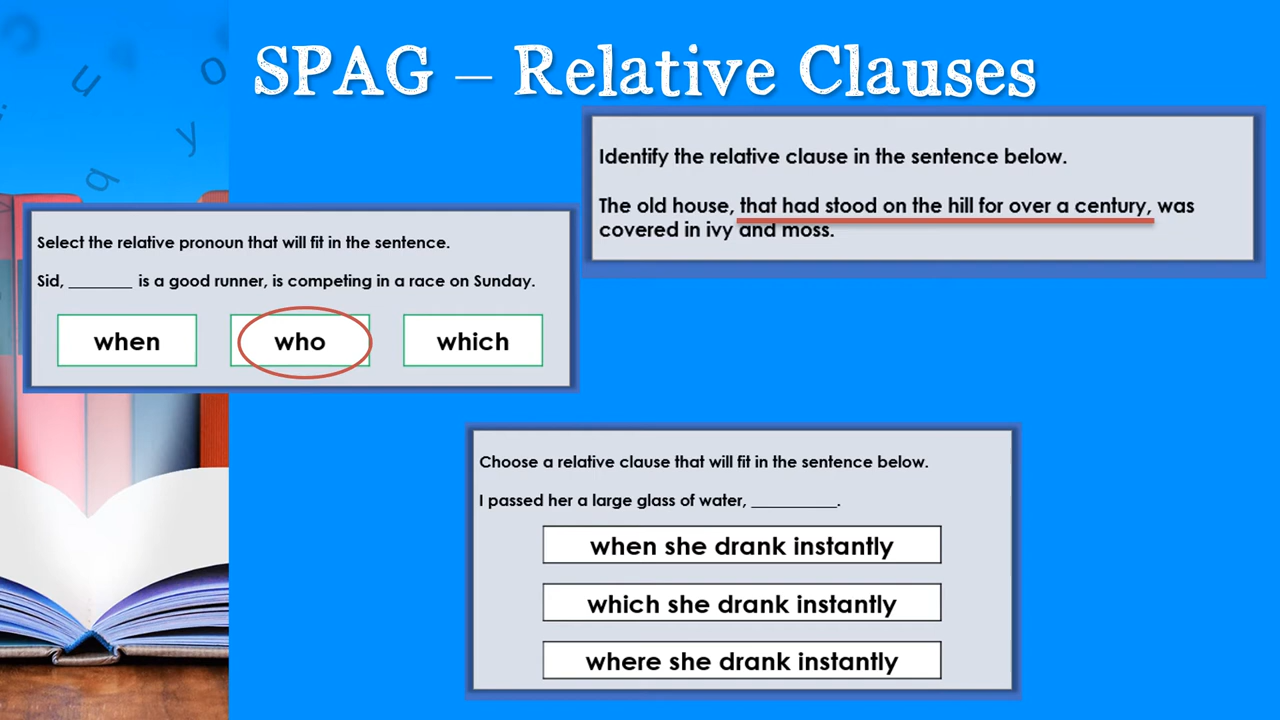 SPAG – Relative Clauses
Identify the relative clause in the sentence below.
The old house, that had stood on the hill for over a century, was
covered in ivy and moss.
Select the relative pronoun that will fit in the sentence.
Sid, _______ is a good runner, is competing in a race on Sunday.
when
who
which
Choose a relative clause that will fit in the sentence below.
I passed her a large glass of water, __________.
when she drank instantly
which she drank instantly
where she drank instantly
u
o
y
q